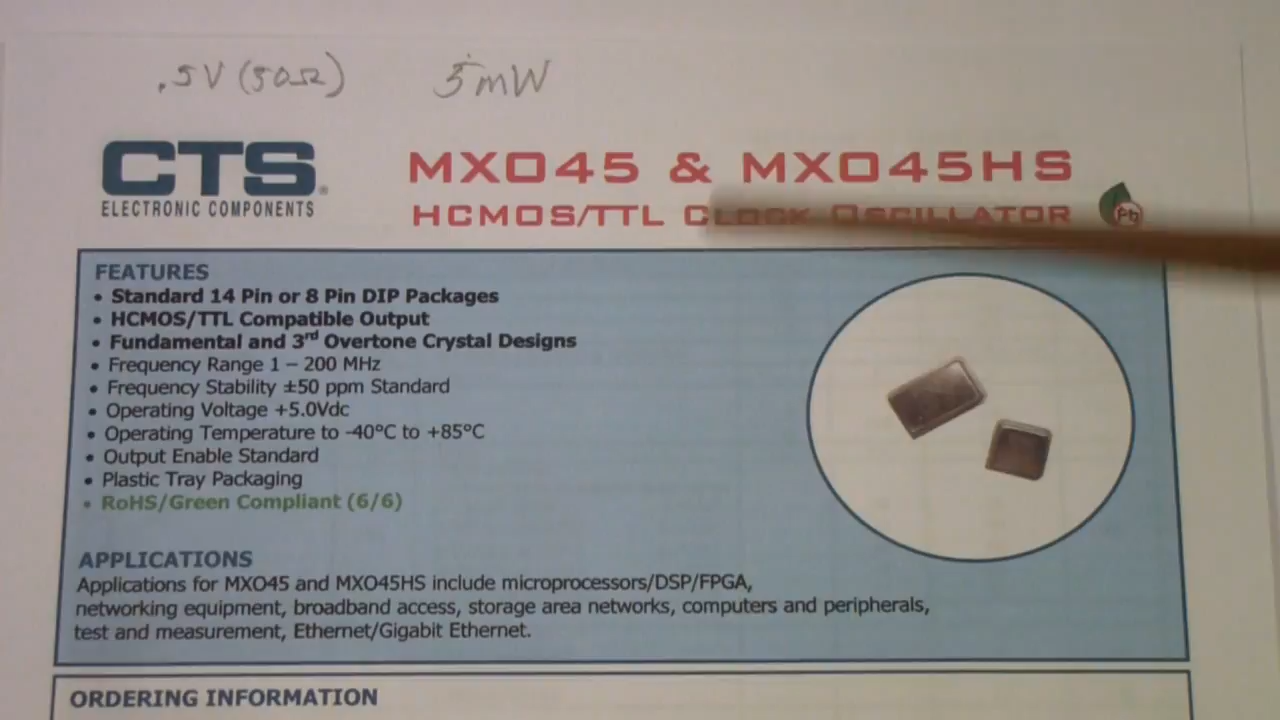 .5V (50Ω) 5mW
CTS®
ELECTRONIC COMPONENTS
MXO45 & MXO45HS
HCMOS/TTL Clock Oscillator
Pb
FEATURES
• Standard 14 Pin or 8 Pin DIP Packages
• HCMOS/TTL Compatible Output
• Fundamental and 3rd Overtone Crystal Designs
• Frequency Range 1 – 200 MHz
• Frequency Stability ±50 ppm Standard
• Operating Voltage +5.0Vdc
• Operating Temperature to -40°C to +85°C
• Output Enable Standard
• Plastic Tray Packaging
• RoHS/Green Compliant (6/6)
APPLICATIONS
Applications for MXO45 and MXO45HS include microprocessors/DSP/FPGA,
networking equipment, broadband access, storage area networks, computers and peripherals,
test and measurement, Ethernet/Gigabit Ethernet.
ORDERING INFORMATION